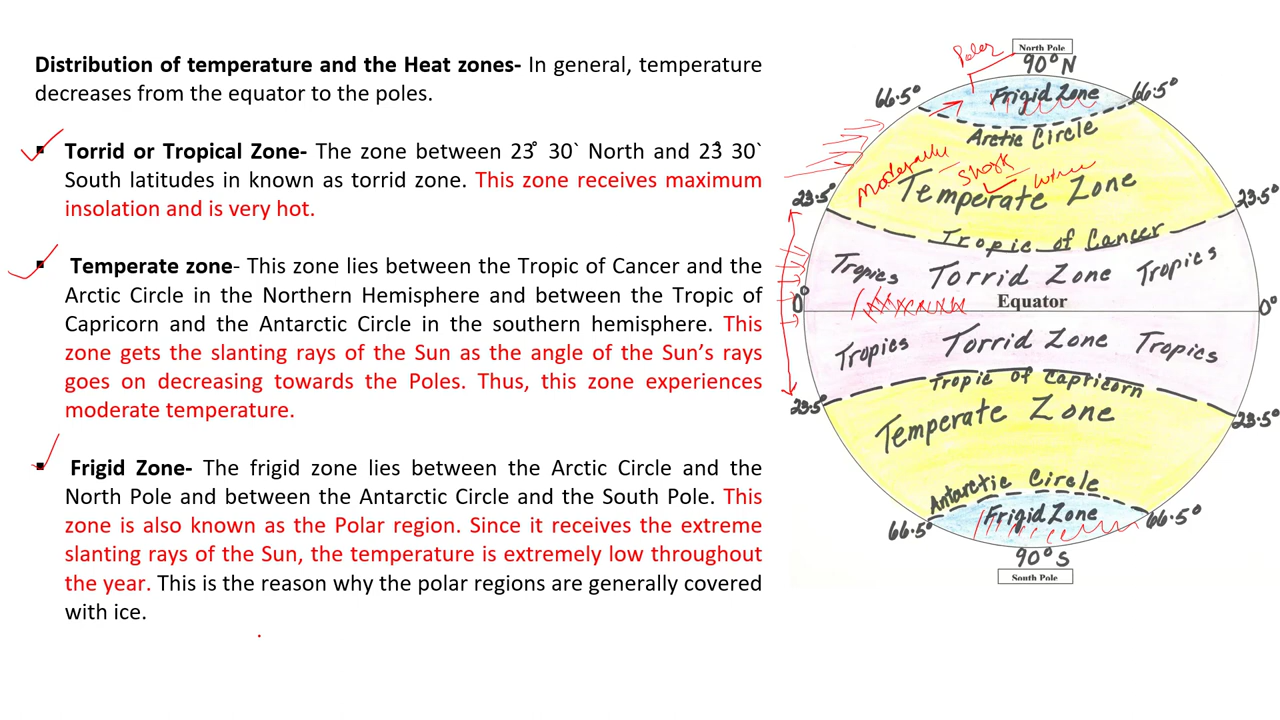 Distribution of temperature and the Heat zones- In general, temperature
decreases from the equator to the poles.
▪ Torrid or Tropical Zone- The zone between 23° 30` North and 23° 30`
South latitudes in known as torrid zone. This zone receives maximum
insolation and is very hot.
▪ Temperate zone- This zone lies between the Tropic of Cancer and the
Arctic Circle in the Northern Hemisphere and between the Tropic of
Capricorn and the Antarctic Circle in the southern hemisphere. This
zone gets the slanting rays of the Sun as the angle of the Sun’s rays
goes on decreasing towards the Poles. Thus, this zone experiences
moderate temperature.
▪ Frigid Zone- The frigid zone lies between the Arctic Circle and the
North Pole and between the Antarctic Circle and the South Pole. This
zone is also known as the Polar region. Since it receives the extreme
slanting rays of the Sun, the temperature is extremely low throughout
the year. This is the reason why the polar regions are generally covered
with ice.
Poler
North Pole
90° N
66.5° Frigid Zone 66.5°
Arctic Circle
Moderally
Temperate Zone
23.5° 23.5°
Tropic of Cancer
Tropics Torrid Zone Tropics
0° Equator 0°
Tropics Torrid Zone Tropics
Tropic of Capricorn
23.5° 23.5°
Temperate Zone
Antarctic Circle
66.5° Frigid Zone 66.5°
90° S
South Pole